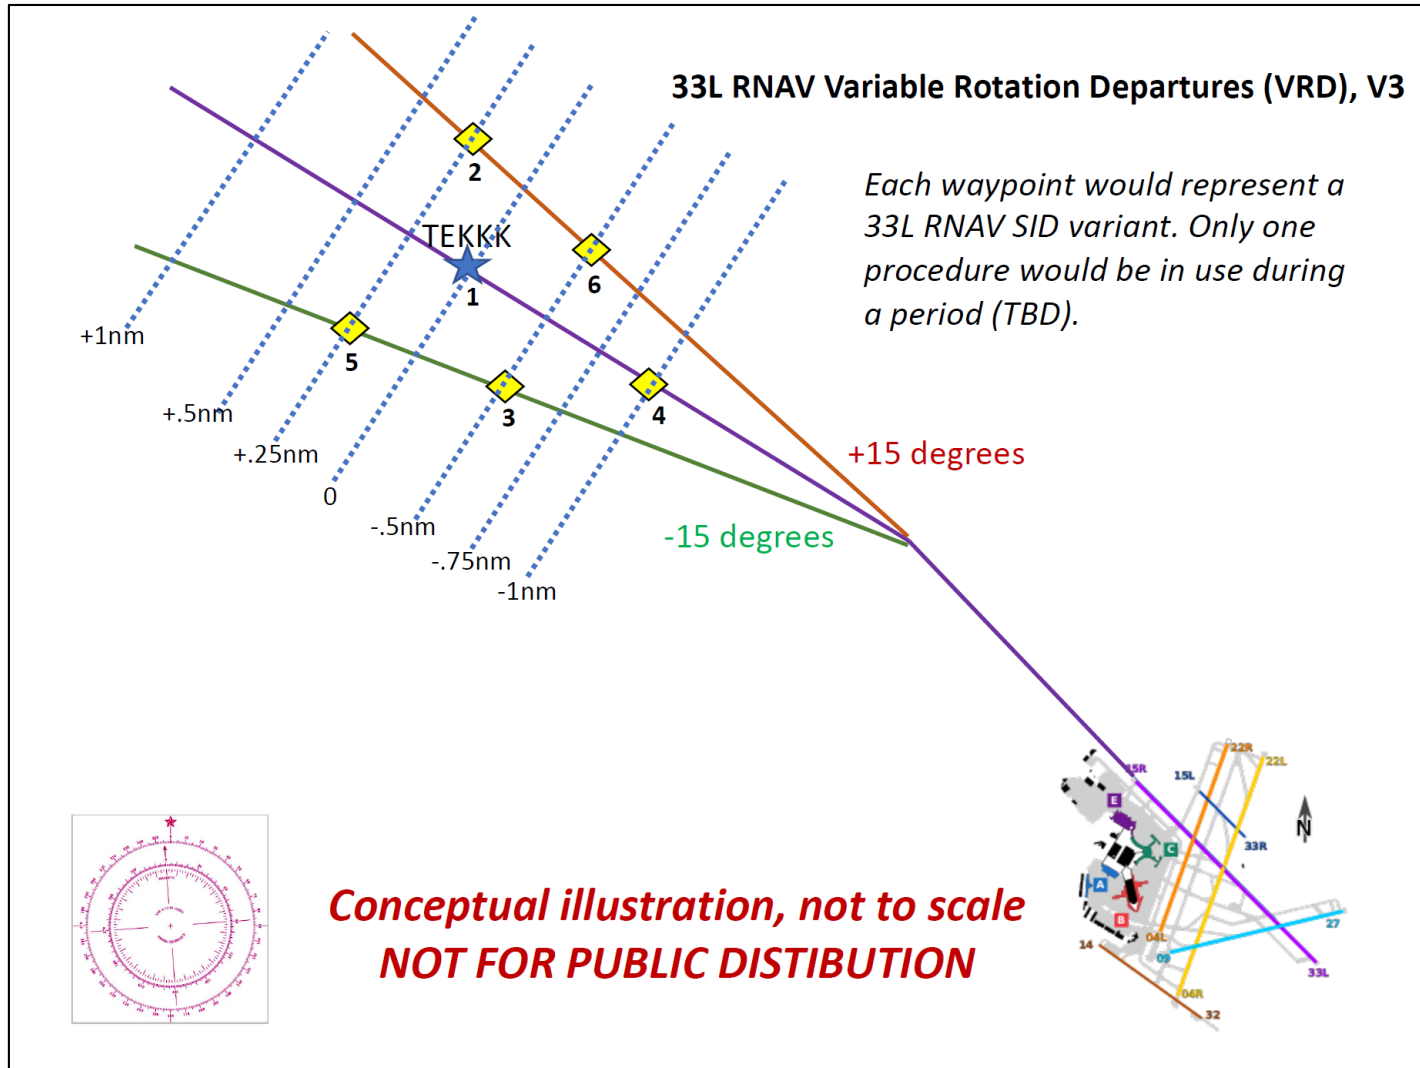 33L RNAV Variable Rotation Departures (VRD), V3
Each waypoint would represent a
33L RNAV SID variant. Only one
procedure would be in use during
a period (TBD).
2
TEKKK
1
6
5
3
4
+1nm
+.5nm
+.25nm
0
-.5nm
-.75nm
-1nm
+15 degrees
-15 degrees
22R
22L
15R
15L
33R
E
C
A
B
N
04L
09
27
14
04R
32
33L
Conceptual illustration, not to scale
NOT FOR PUBLIC DISTIBUTION